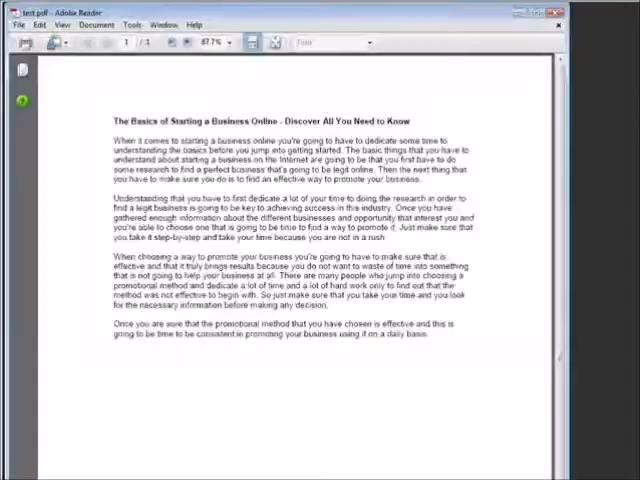 test.pdf - Adobe Reader
File Edit View Document Tools Window Help
1 / 1 87.7% Find
The Basics of Starting a Business Online - Discover All You Need to Know
When it comes to starting a business online you're going to have to dedicate some time to
understanding the basics before you jump into getting started. The basic things that you have to
understand about starting a business on the Internet are going to be that you first have to do
some research to find a perfect business that's going to be legit online. Then the next thing that
you have to make sure you do is to find an effective way to promote your business.
Understanding that you have to first dedicate a lot of your time to doing the research in order to
find a legit business is going to be key to achieving success in this industry. Once you have
gathered enough information about the different businesses and opportunity that interest you and
you're able to choose one that is going to be time to find a way to promote it. Just make sure that
you take it step-by-step and take your time because you are not in a rush
When choosing a way to promote your business you're going to have to make sure that is
effective and that it truly brings results because you do not want to waste of time into something
that is not going to help your business at all. There are many people who jump into choosing a
promotional method and dedicate a lot of time and a lot of hard work only to find out that the
method was not effective to begin with. So just make sure that you take your time and you look
for the necessary information before making any decision.
Once you are sure that the promotional method that you have chosen is effective and this is
going to be time to be consistent in promoting your business using it on a daily basis.